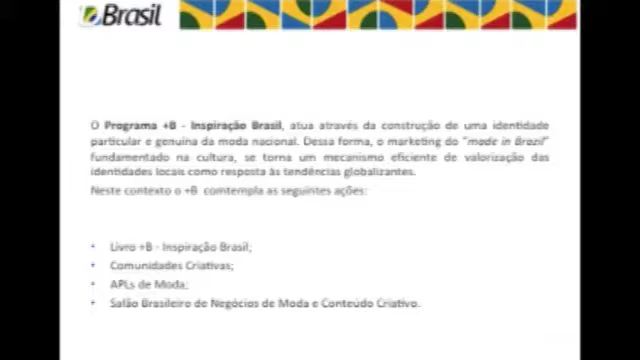 Brasil
O Programa +B - Inspiração Brasil, atua através da construção de uma identidade
particular e genuína da moda nacional. Dessa forma, o marketing do "made in Brazil"
fundamentado na cultura, se torna um mecanismo eficiente de valorização das
identidades locais como resposta às tendências globalizantes.
Neste contexto o +B comtempla as seguintes ações:
• Livro +B - Inspiração Brasil;
• Comunidades Criativas;
• APLs de Moda;
• Salão Brasileiro de Negócios de Moda e Conteúdo Criativo.